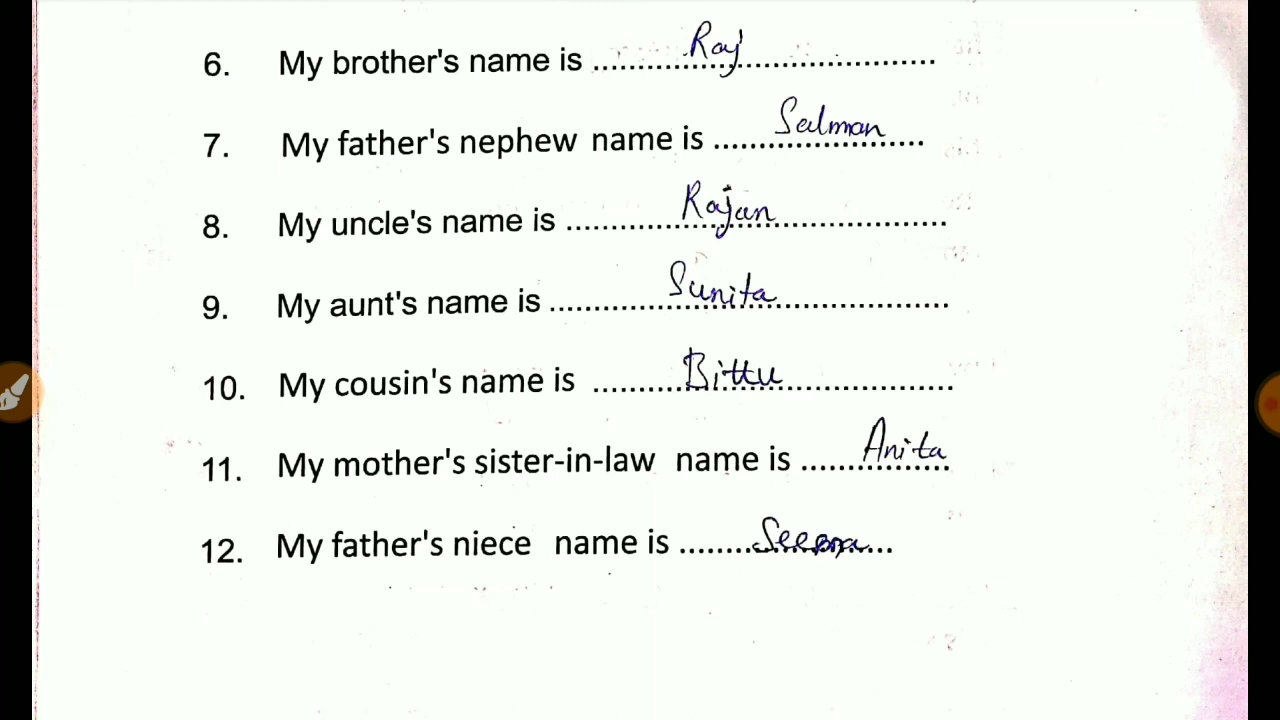 6. My brother's name is ..........Raj..........
7. My father's nephew name is ..........Salman..........
8. My uncle's name is ..........Rajan..........
9. My aunt's name is ..........Sunita..........
10. My cousin's name is ..........Bittu..........
11. My mother's sister-in-law name is ..........Anita..........
12. My father's niece name is ..........Seema..........